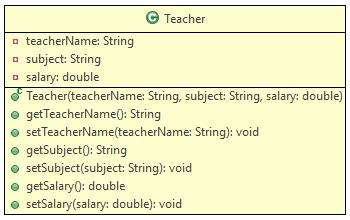 C Teacher
teacherName: String
subject: String
salary: double
C Teacher(teacherName: String, subject: String, salary: double)
getTeacherName(): String
setTeacherName(teacherName: String): void
getSubject(): String
setSubject(subject: String): void
getSalary(): double
setSalary(salary: double): void